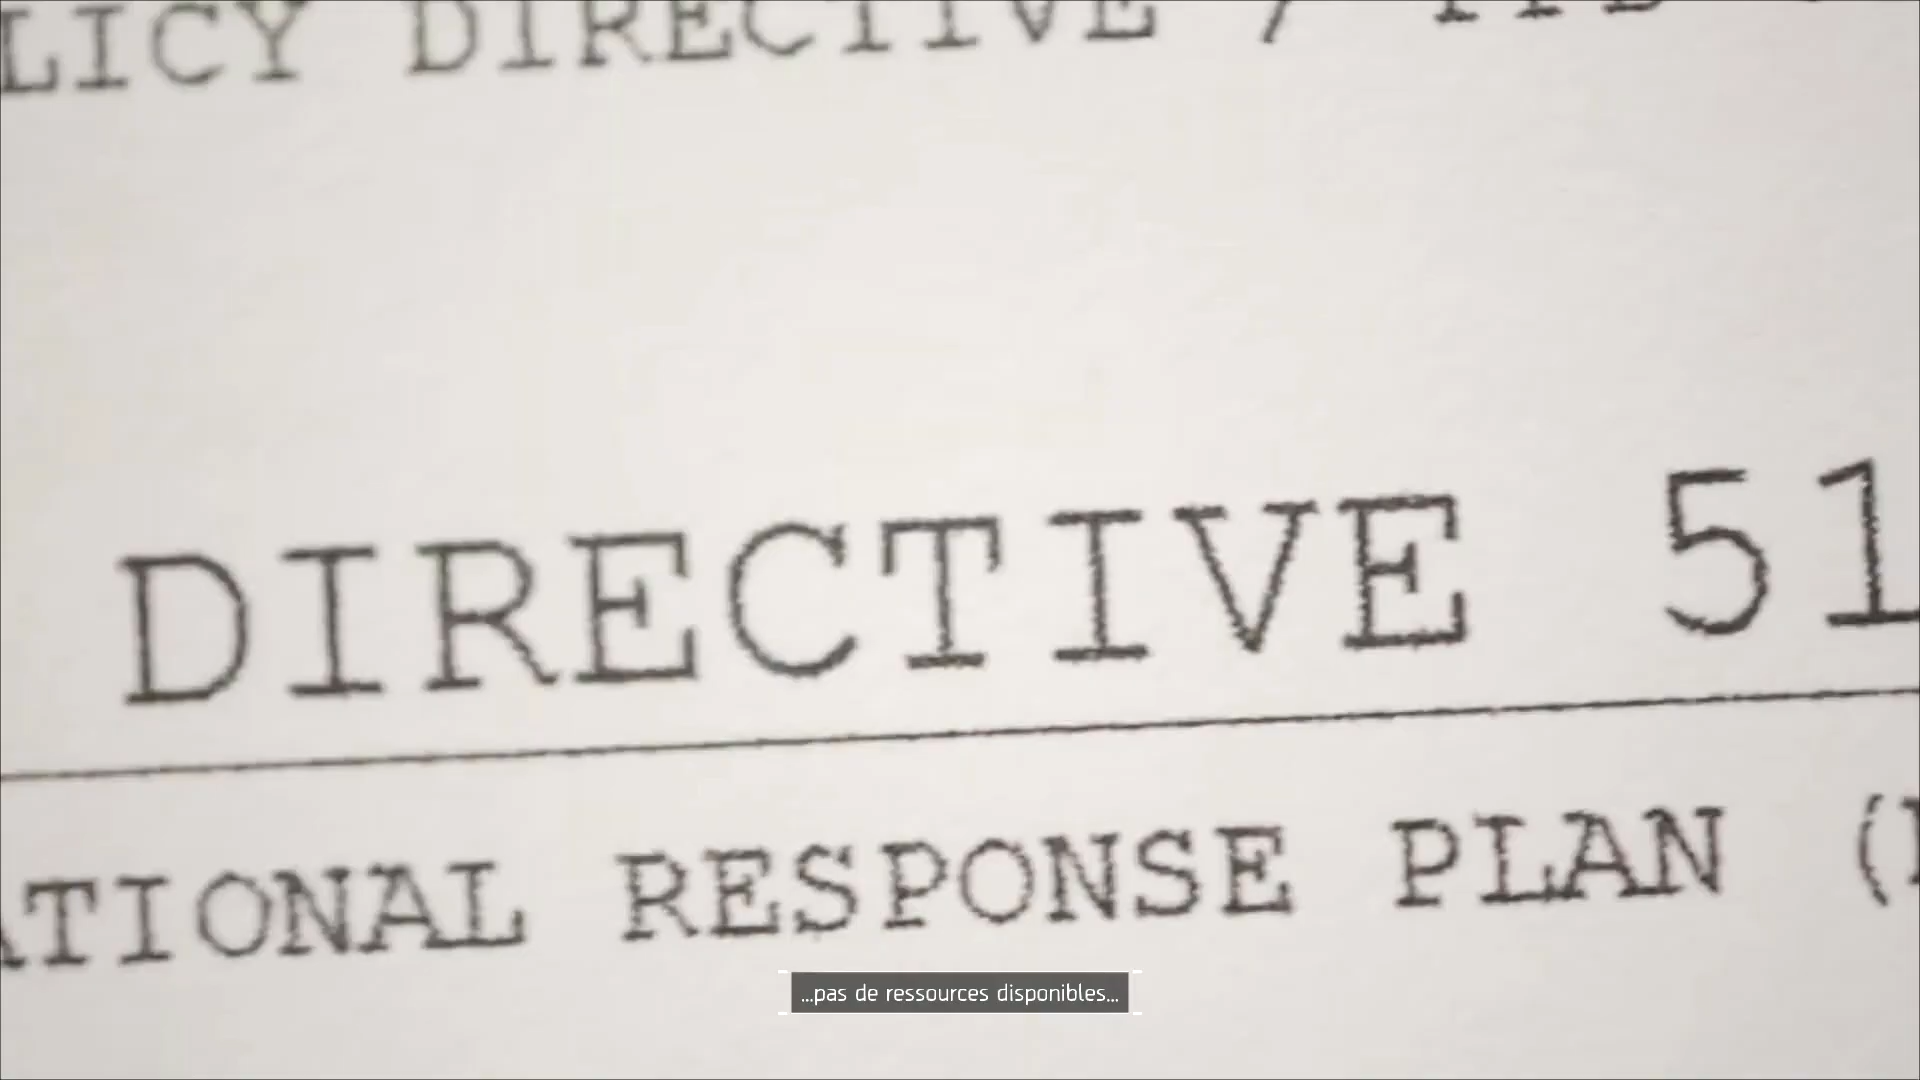 LICY DIRECTIVE /
DIRECTIVE 51
ATIONAL RESPONSE PLAN (
...pas de ressources disponibles...